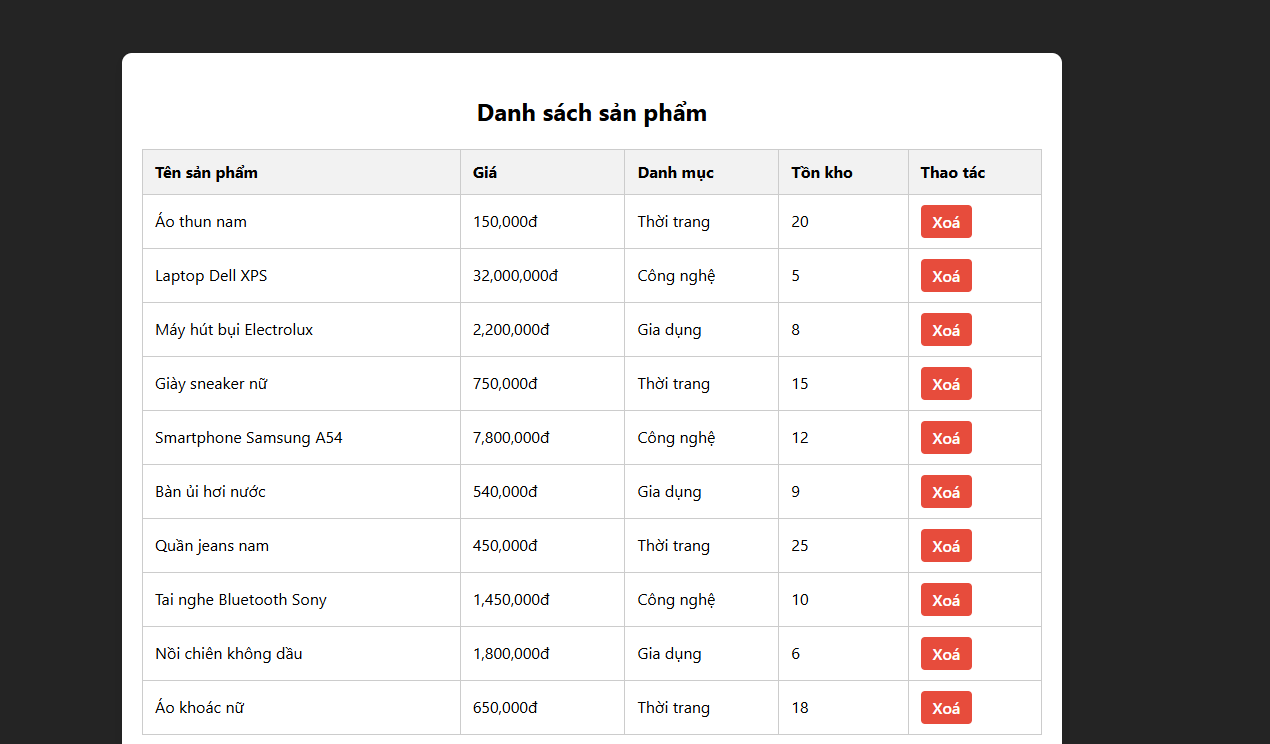 Danh sách sản phẩm
Tên sản phẩm Giá Danh mục Tồn kho Thao tác
Áo thun nam 150,000đ Thời trang 20 Xoá
Laptop Dell XPS 32,000,000đ Công nghệ 5 Xoá
Máy hút bụi Electrolux 2,200,000đ Gia dụng 8 Xoá
Giày sneaker nữ 750,000đ Thời trang 15 Xoá
Smartphone Samsung A54 7,800,000đ Công nghệ 12 Xoá
Bàn ủi hơi nước 540,000đ Gia dụng 9 Xoá
Quần jeans nam 450,000đ Thời trang 25 Xoá
Tai nghe Bluetooth Sony 1,450,000đ Công nghệ 10 Xoá
Nồi chiên không dầu 1,800,000đ Gia dụng 6 Xoá
Áo khoác nữ 650,000đ Thời trang 18 Xoá